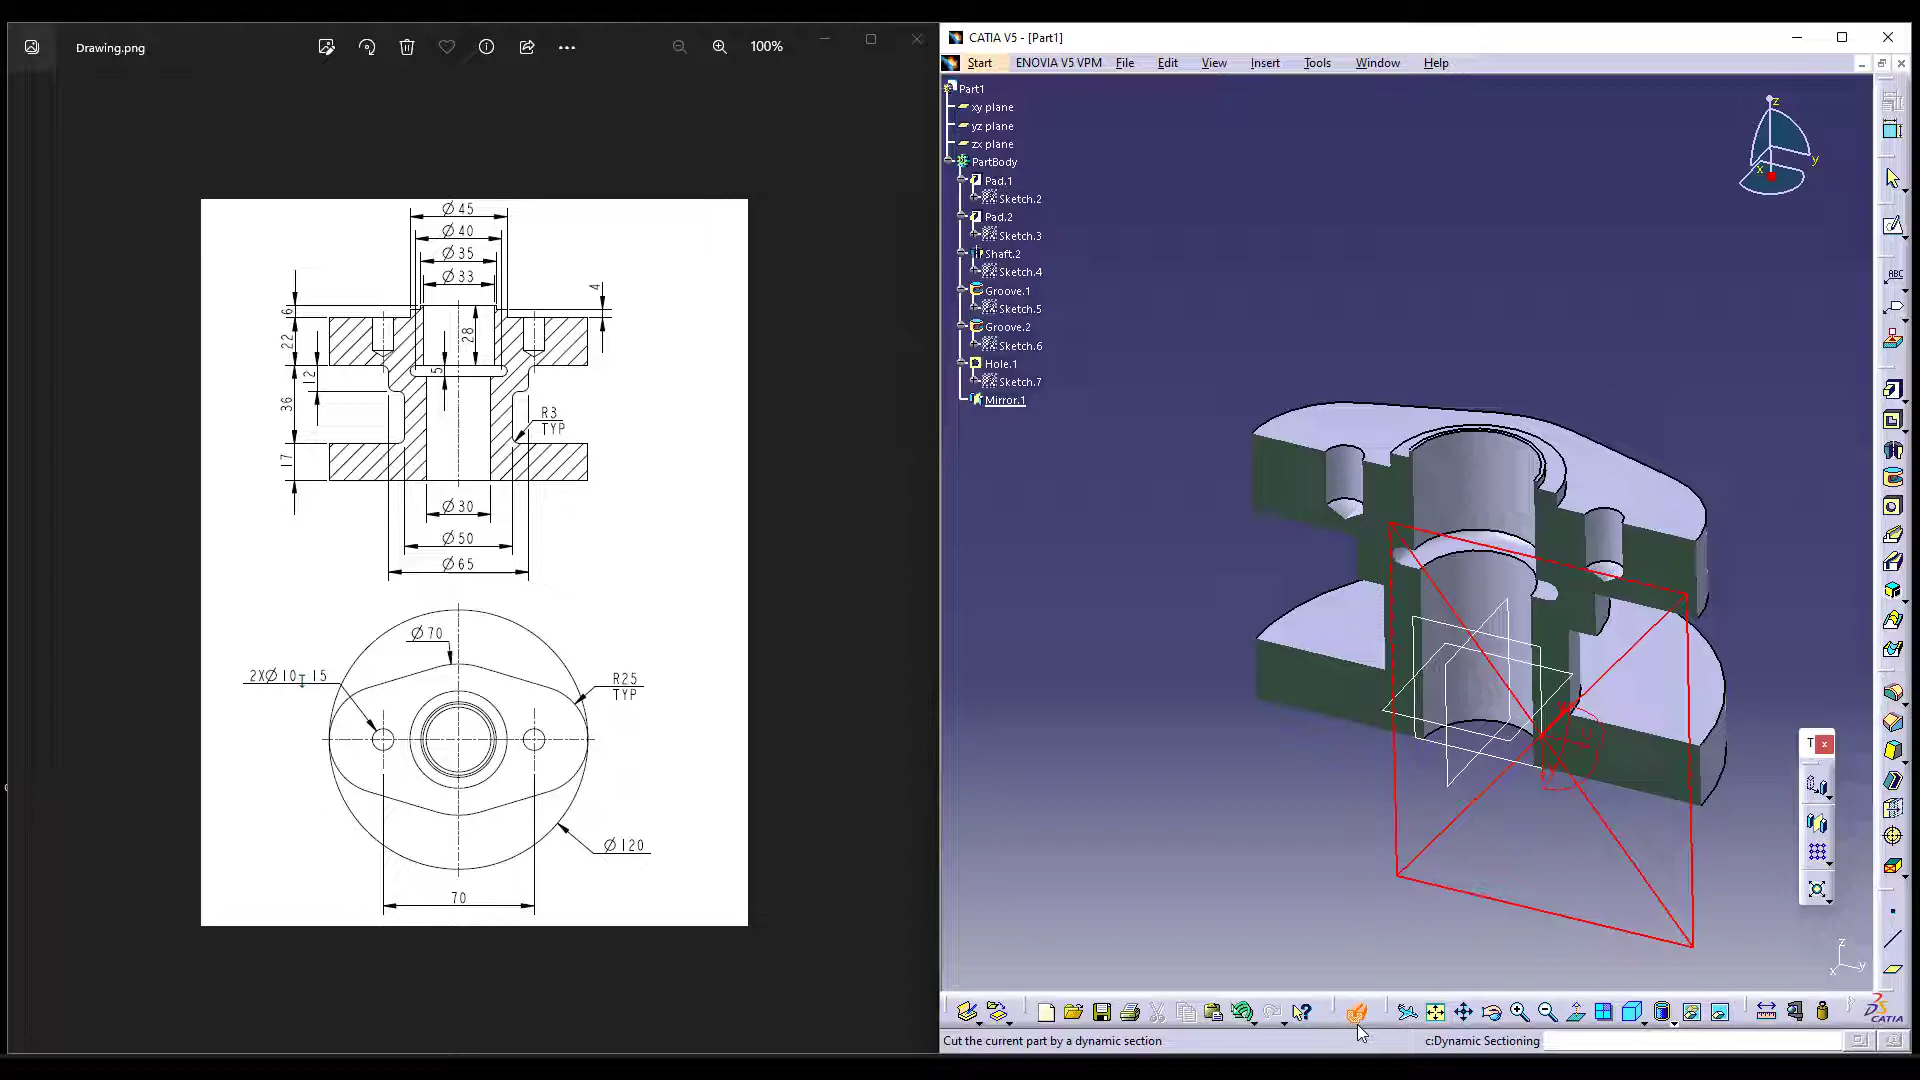 Drawing.png
100%
Ø45
Ø40
Ø35
Ø33
4
6
22
28
12
5
36
R3
TYP
17
Ø30
Ø50
Ø65
Ø70
2XØ10↧15
R25
TYP
Ø120
70
CATIA V5 - [Part1]
Start ENOVIA V5 VPM File Edit View Insert Tools Window Help
Part1
xy plane
yz plane
zx plane
PartBody
Pad.1
Sketch.2
Pad.2
Sketch.3
Shaft.2
Sketch.4
Groove.1
Sketch.5
Groove.2
Sketch.6
Hole.1
Sketch.7
Mirror.1
z
y
x
ABC
T x
z
x y
CATIA
Cut the current part by a dynamic section
c:Dynamic Sectioning